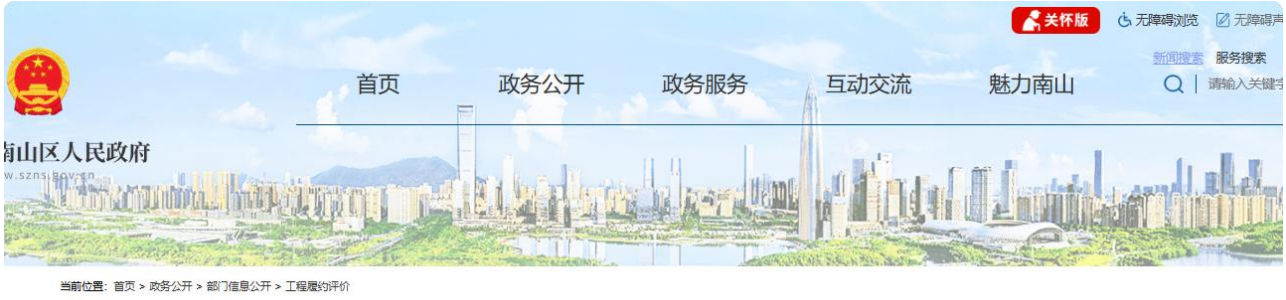 关怀版 无障碍浏览 无障碍声
新闻搜索 服务搜索
首页 政务公开 政务服务 互动交流 魅力南山
请输入关键字
南山区人民政府
w.szns.gov.cn
当前位置：首页 > 政务公开 > 部门信息公开 > 工程履约评价